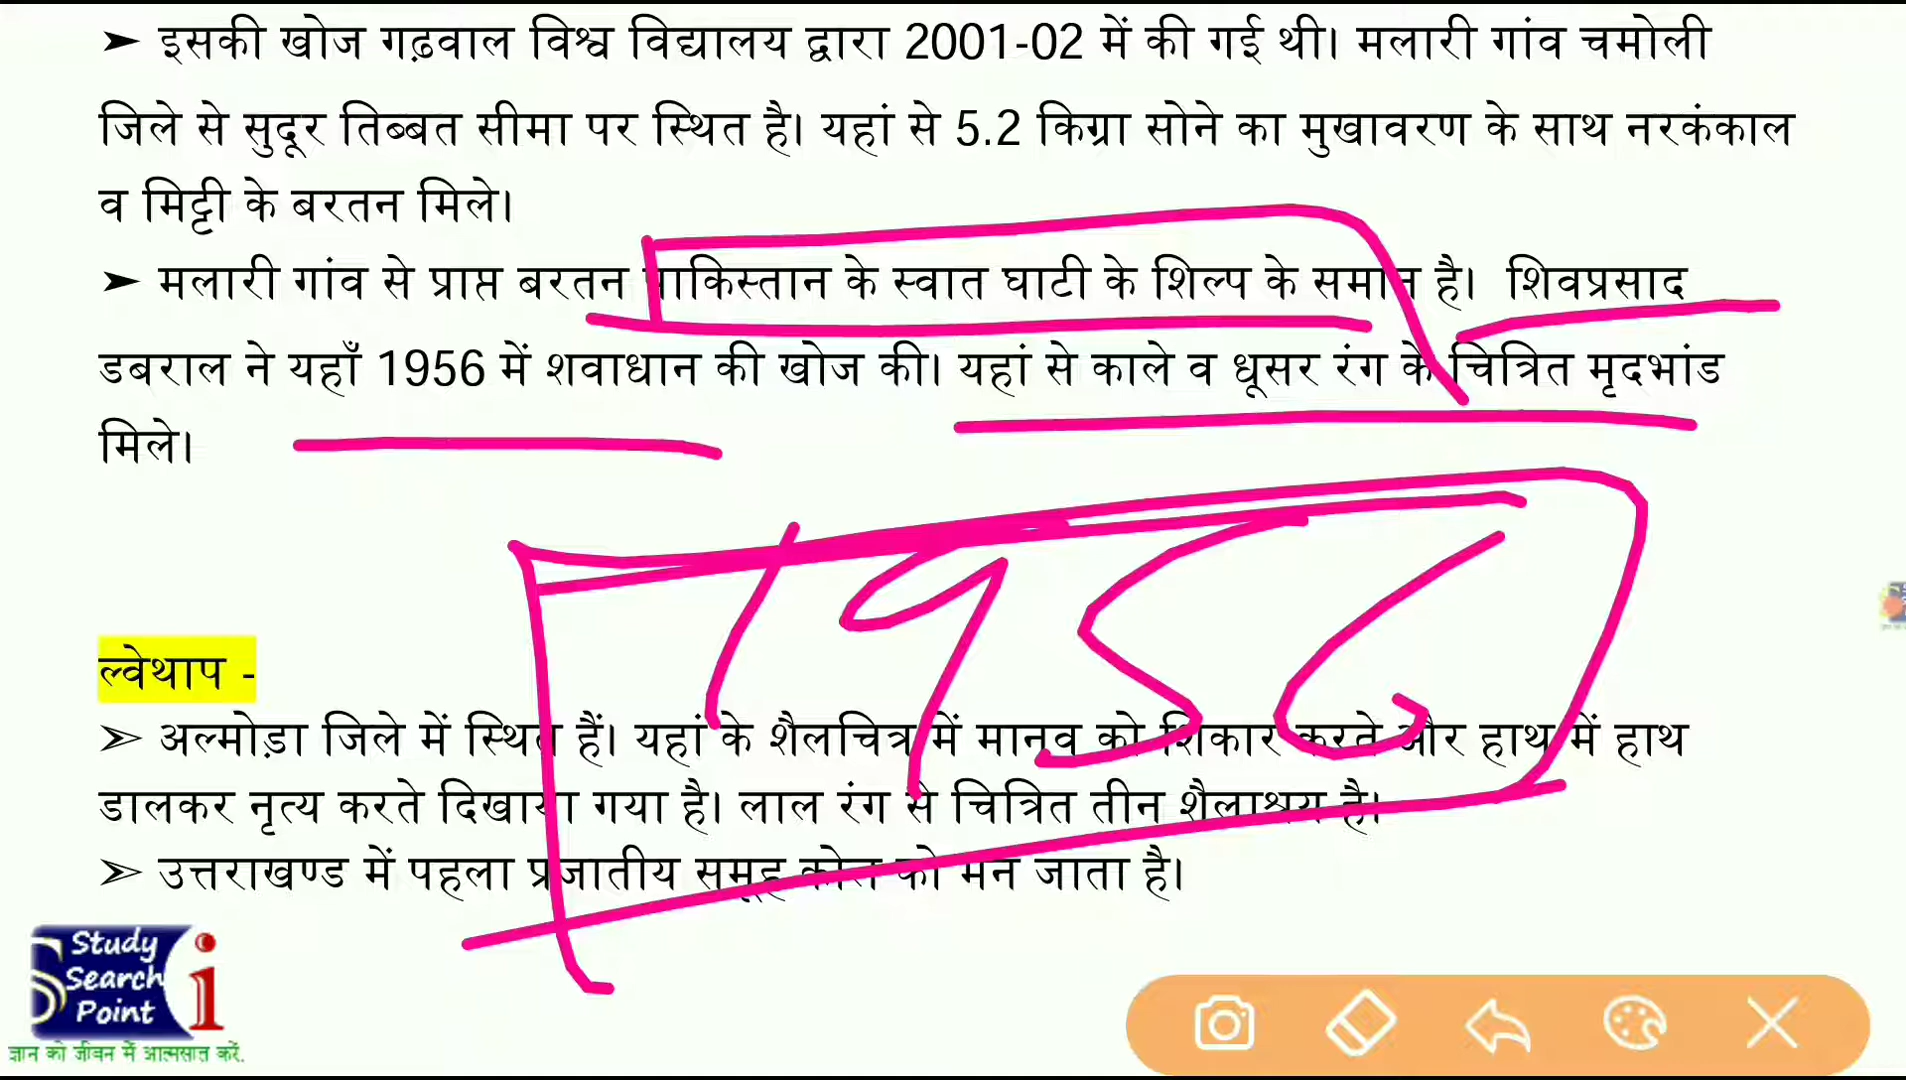 ➤ इसकी खोज गढ़वाल विश्व विद्यालय द्वारा 2001-02 में की गई थी। मलारी गांव चमोली
जिले से सुदूर तिब्बत सीमा पर स्थित है। यहां से 5.2 किग्रा सोने का मुखावरण के साथ नरकंकाल
व मिट्टी के बरतन मिले।
➤ मलारी गांव से प्राप्त बरतन पाकिस्तान के स्वात घाटी के शिल्प के समान है। शिवप्रसाद
डबराल ने यहाँ 1956 में शवाधान की खोज की। यहां से काले व धूसर रंग के चित्रित मृदभांड
मिले।
1956
ल्वेथाप -
➢ अल्मोड़ा जिले में स्थित हैं। यहां के शैलचित्र में मानव को शिकार करते और हाथ में हाथ
डालकर नृत्य करते दिखाया गया है। लाल रंग से चित्रित तीन शैलाश्रय है।
➢ उत्तराखण्ड में पहला प्रजातीय समूह कोल को मन जाता है।
Study
Search
Point
i
ज्ञान को जीवन में आत्मसात करें.